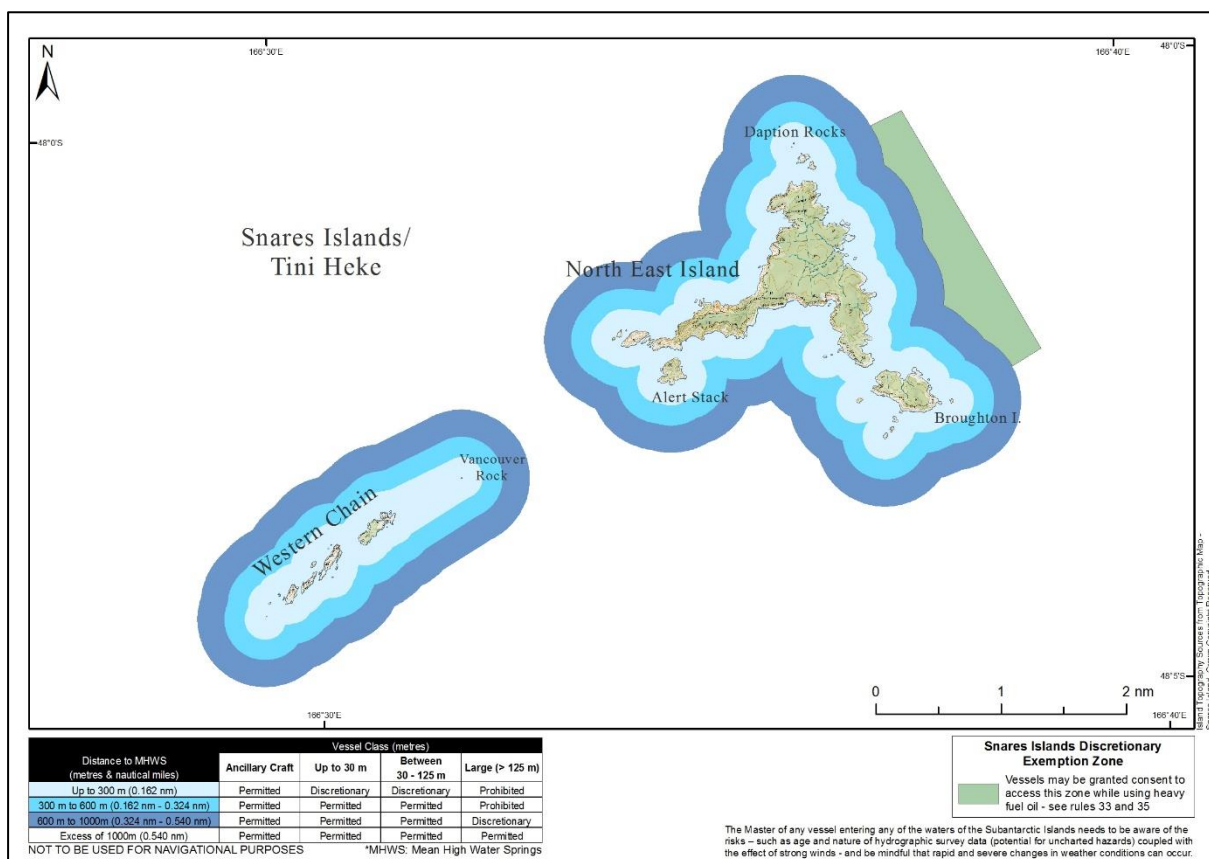 N
166°30'E
166°40'E
48°0'S
48°0'S
Daption Rocks
Snares Islands/
Tini Heke
North East Island
Alert Stack
Broughton I.
Vancouver
Rock
Western Chain
48°5'S
0 1 2 nm
166°30'E
166°40'E
Island Topography Sources from Topographic Map -
Crown Copyright Reserved
Distance to MHWS
(metres & nautical miles)
Vessel Class (metres)
Ancillary Craft
Up to 30 m
Between
30 - 125 m
Large (> 125 m)
Up to 300 m (0.162 nm) Permitted Discretionary Discretionary Prohibited
300 m to 600 m (0.162 nm - 0.324 nm) Permitted Permitted Permitted Prohibited
600 m to 1000m (0.324 nm - 0.540 nm) Permitted Permitted Permitted Discretionary
Excess of 1000m (0.540 nm) Permitted Permitted Permitted Permitted
NOT TO BE USED FOR NAVIGATIONAL PURPOSES
*MHWS: Mean High Water Springs
Snares Islands Discretionary
Exemption Zone
Vessels may be granted consent to
access this zone while using heavy
fuel oil - see rules 33 and 35
The Master of any vessel entering any of the waters of the Subantarctic Islands needs to be aware of the
risks – such as age and nature of hydrographic survey data (potential for uncharted hazards) coupled with
the effect of strong winds - and be mindful that rapid and severe changes in weather conditions can occur.